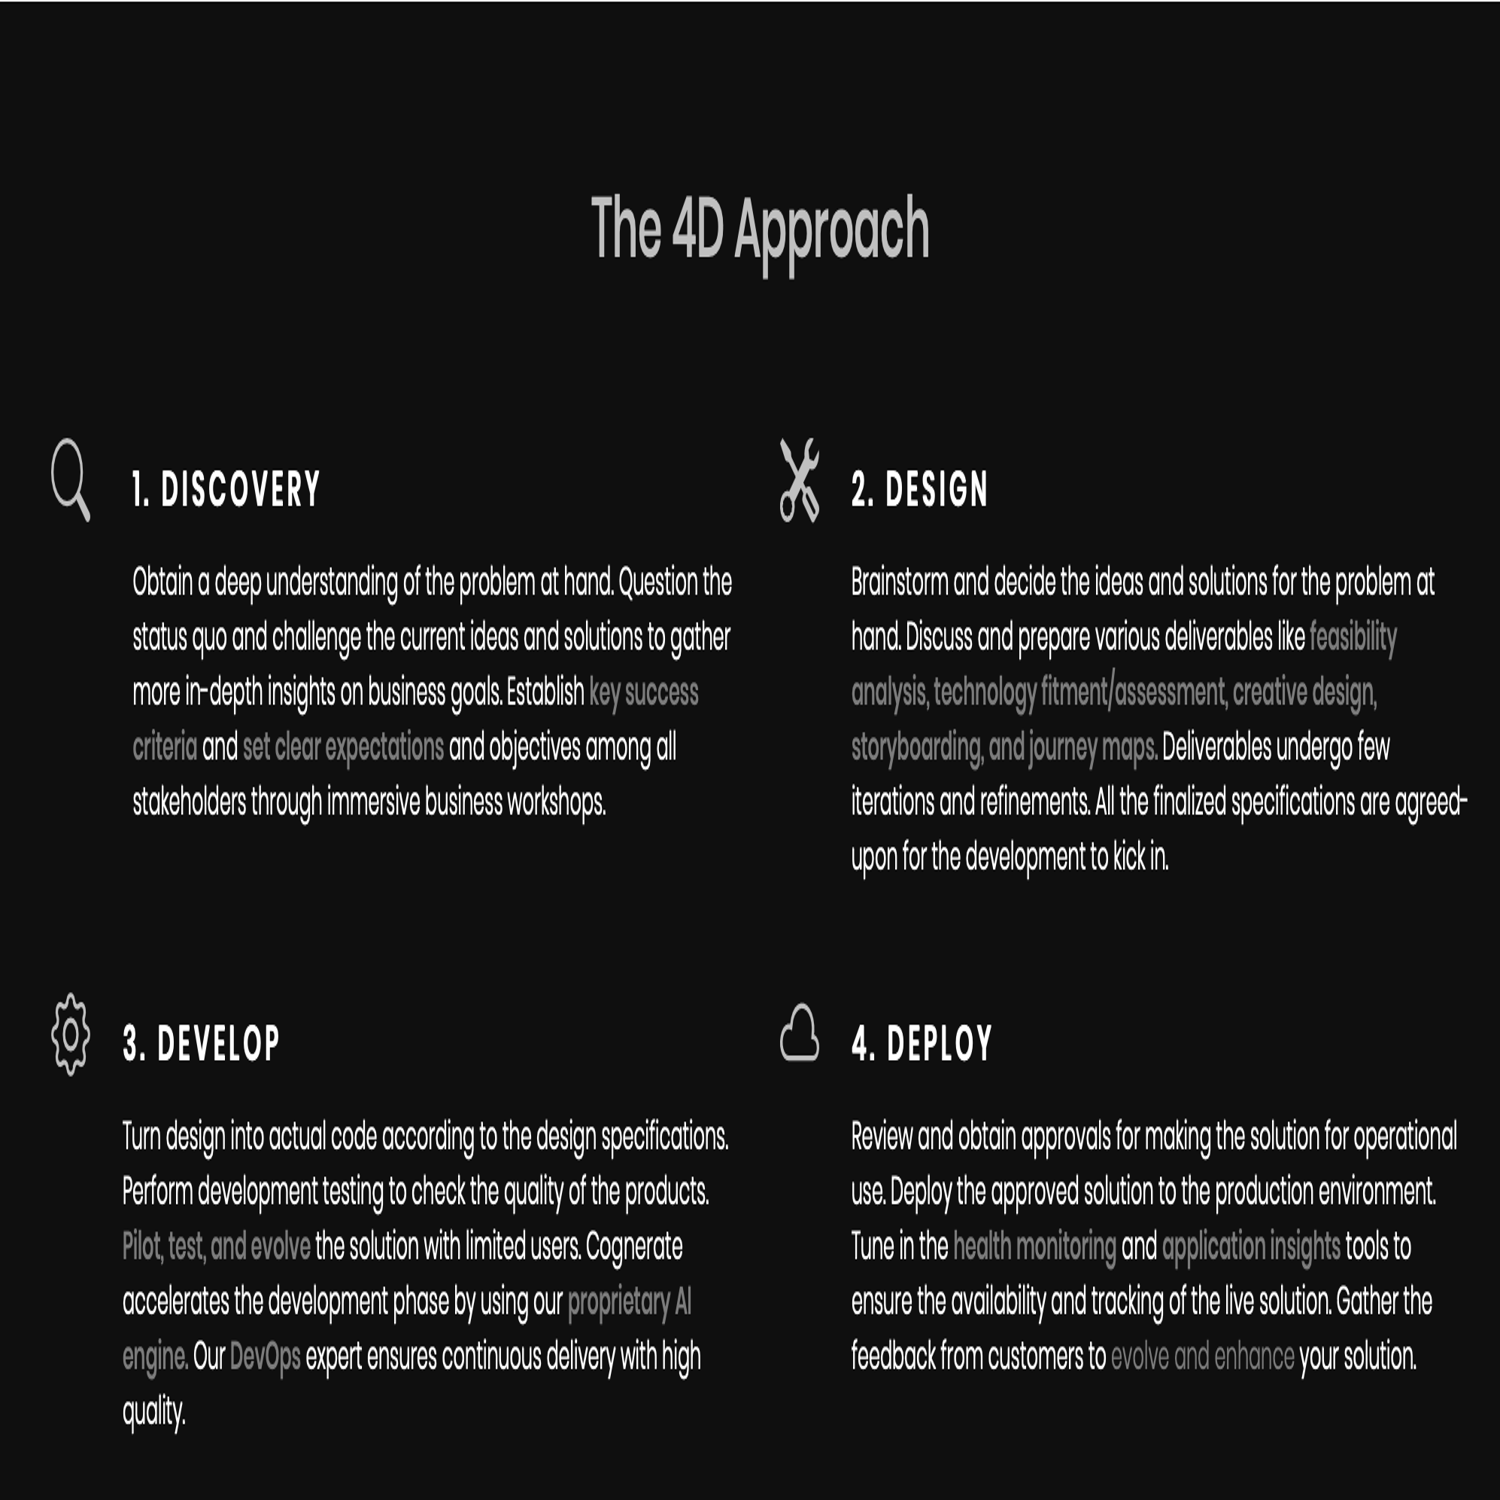 The 4D Approach
1. DISCOVERY
Obtain a deep understanding of the problem at hand. Question the
status quo and challenge the current ideas and solutions to gather
more in-depth insights on business goals. Establish key success
criteria and set clear expectations and objectives among all
stakeholders through immersive business workshops.
2. DESIGN
Brainstorm and decide the ideas and solutions for the problem at
hand. Discuss and prepare various deliverables like feasibility
analysis, technology fitment/assessment, creative design,
storyboarding, and journey maps. Deliverables undergo few
iterations and refinements. All the finalized specifications are agreed-
upon for the development to kick in.
3. DEVELOP
Turn design into actual code according to the design specifications.
Perform development testing to check the quality of the products.
Pilot, test, and evolve the solution with limited users. Cognerate
accelerates the development phase by using our proprietary AI
engine. Our DevOps expert ensures continuous delivery with high
quality.
4. DEPLOY
Review and obtain approvals for making the solution for operational
use. Deploy the approved solution to the production environment.
Tune in the health monitoring and application insights tools to
ensure the availability and tracking of the live solution. Gather the
feedback from customers to evolve and enhance your solution.